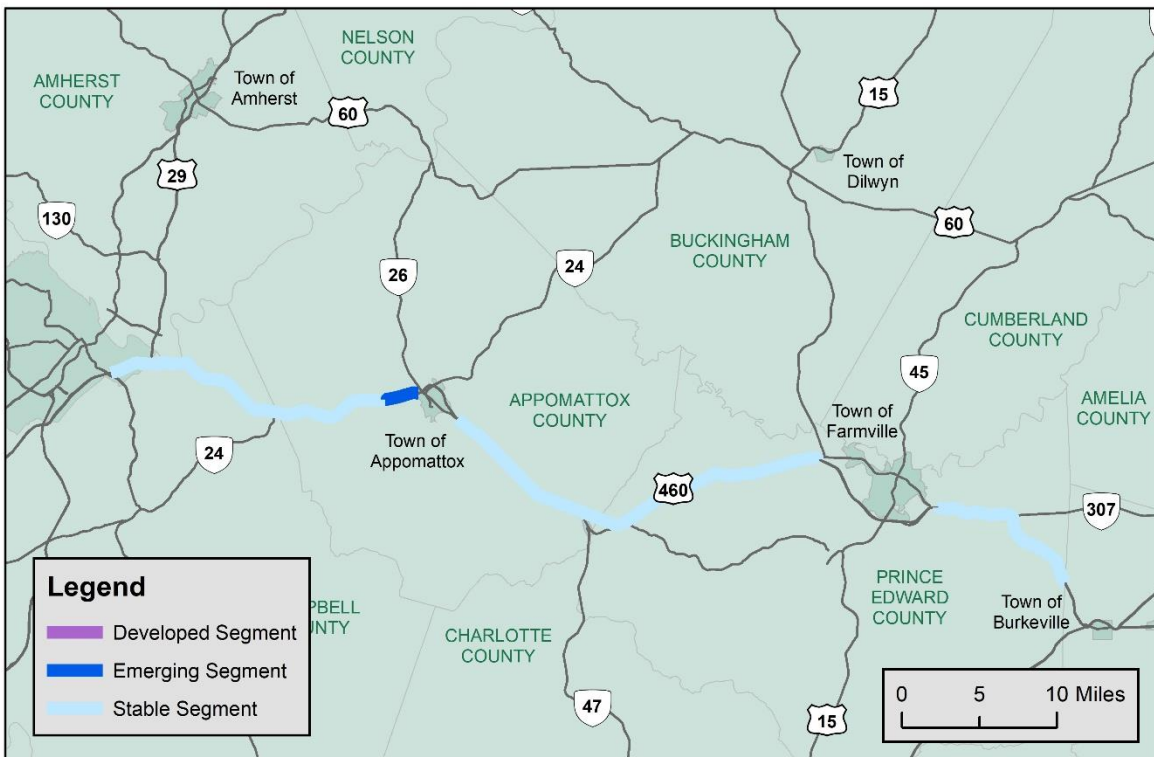 NELSON
COUNTY
AMHERST
COUNTY
Town of
Amherst
60
15
29
Town of
Dilwyn
130
60
BUCKINGHAM
COUNTY
24
26
CUMBERLAND
COUNTY
45
APPOMATTOX
COUNTY
AMELIA
COUNTY
Town of
Farmville
Town of
Appomattox
24
460
307
PRINCE
EDWARD
COUNTY
Town of
Burkeville
Legend
Developed Segment
Emerging Segment
Stable Segment
PBELL
UNTY
CHARLOTTE
COUNTY
47
15
0 5 10 Miles